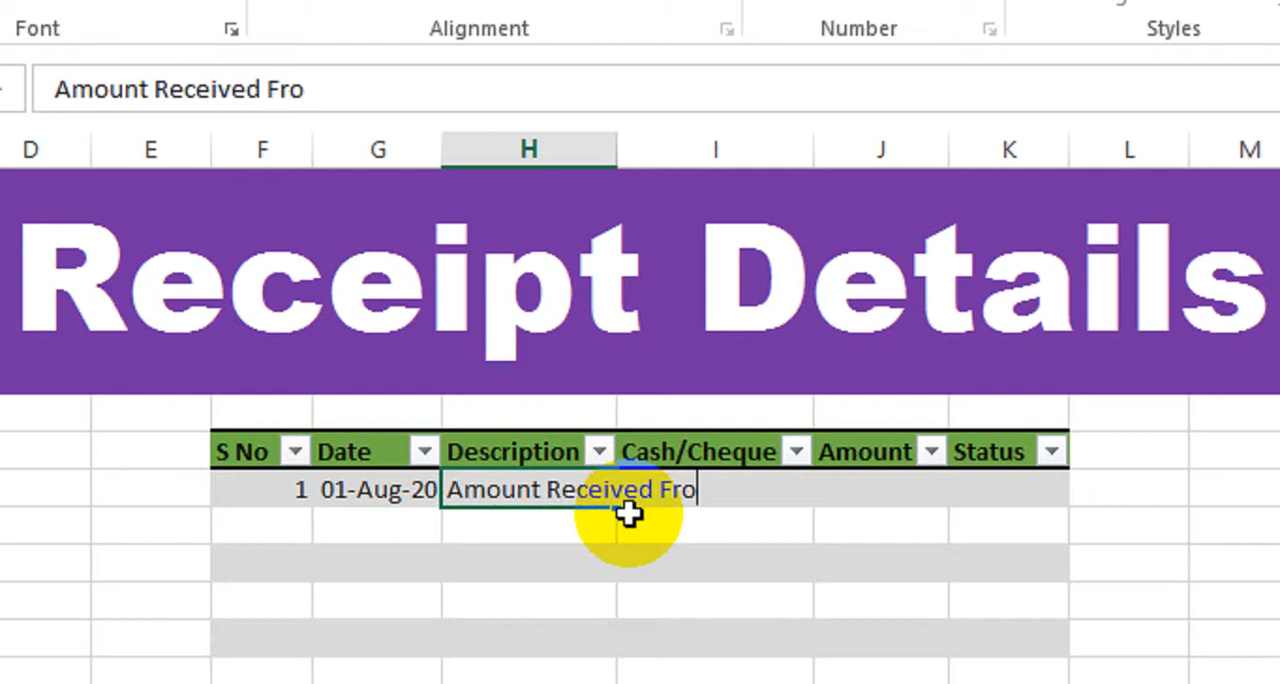 Font Alignment Number Styles
Amount Received Fro
D E F G H I J K L M
Receipt Details
S No Date Description Cash/Cheque Amount Status
1 01-Aug-20 Amount Received Fro